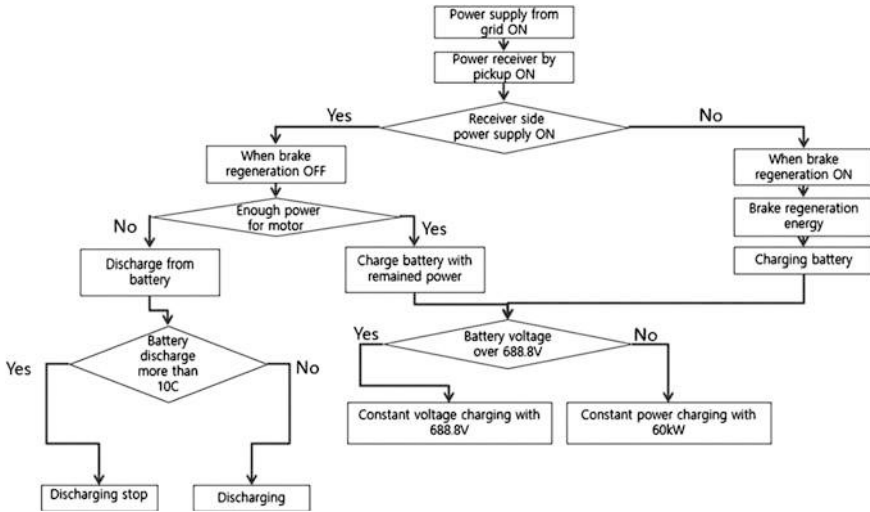 Power supply from
grid ON
Power receiver by
pickup ON
Yes
Receiver side
power supply ON
No
When brake
regeneration OFF
When brake
regeneration ON
No
Enough power
for motor
Yes
Brake regeneration
energy
Discharge from
battery
Charge battery with
remained power
Charging battery
Yes
Battery
discharge
more than
10C
No
Yes
Battery voltage
over 688.8V
No
Constant voltage charging with
688.8V
Constant power charging with
60kW
Discharging stop
Discharging